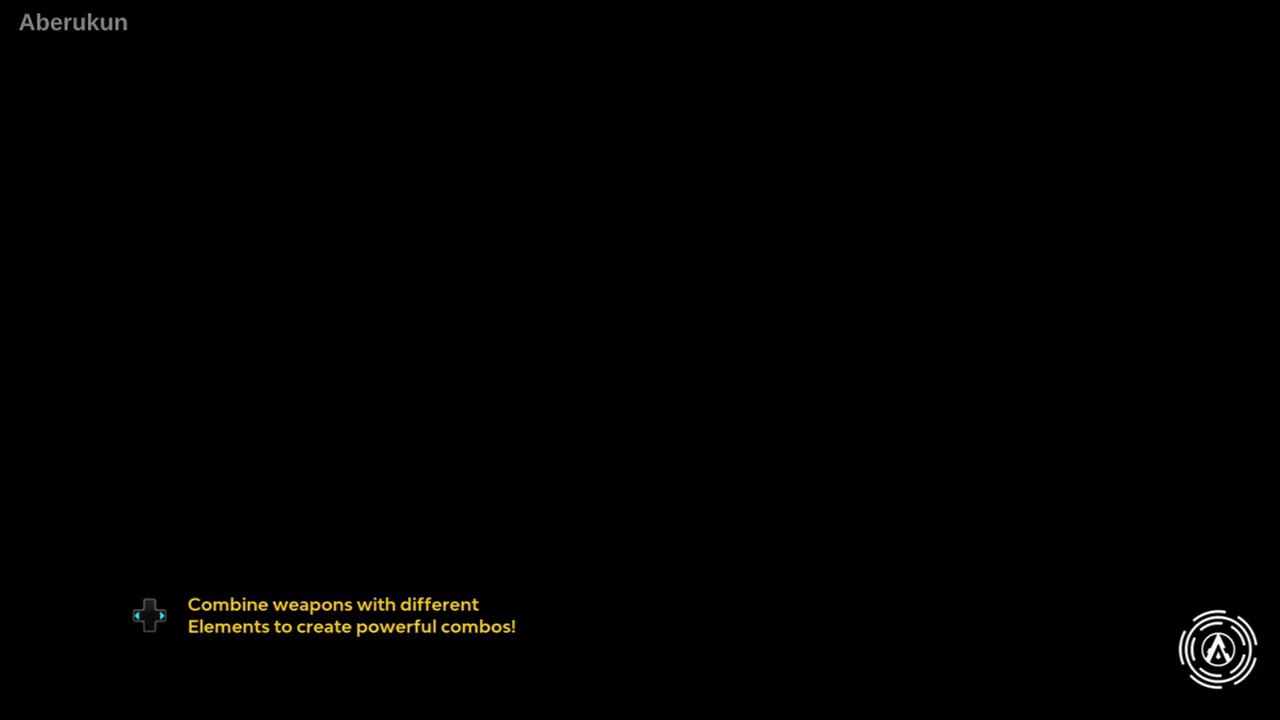 Aberukun
Combine weapons with different
Elements to create powerful combos!